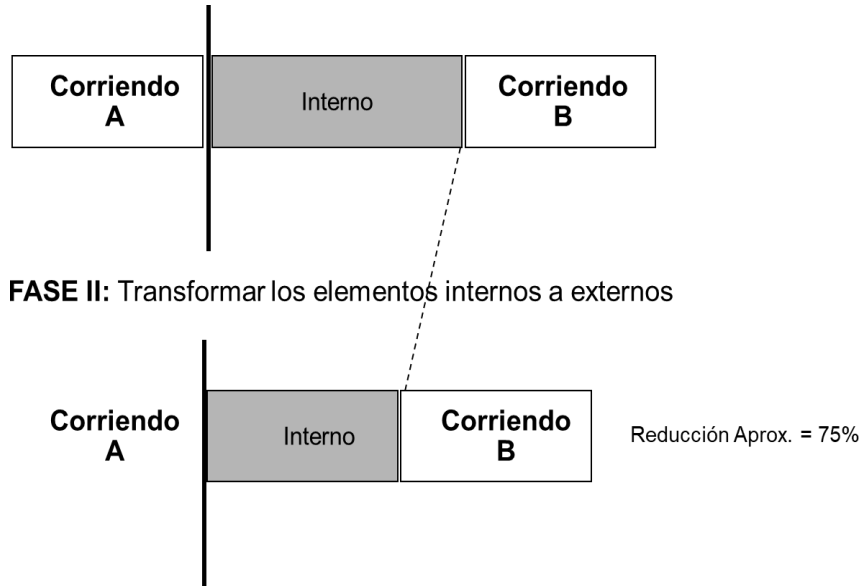 Corriendo
A
Interno
Corriendo
B
FASE II: Transformar los elementos internos a externos
Corriendo
A
Interno
Corriendo
B
Reducción Aprox. = 75%